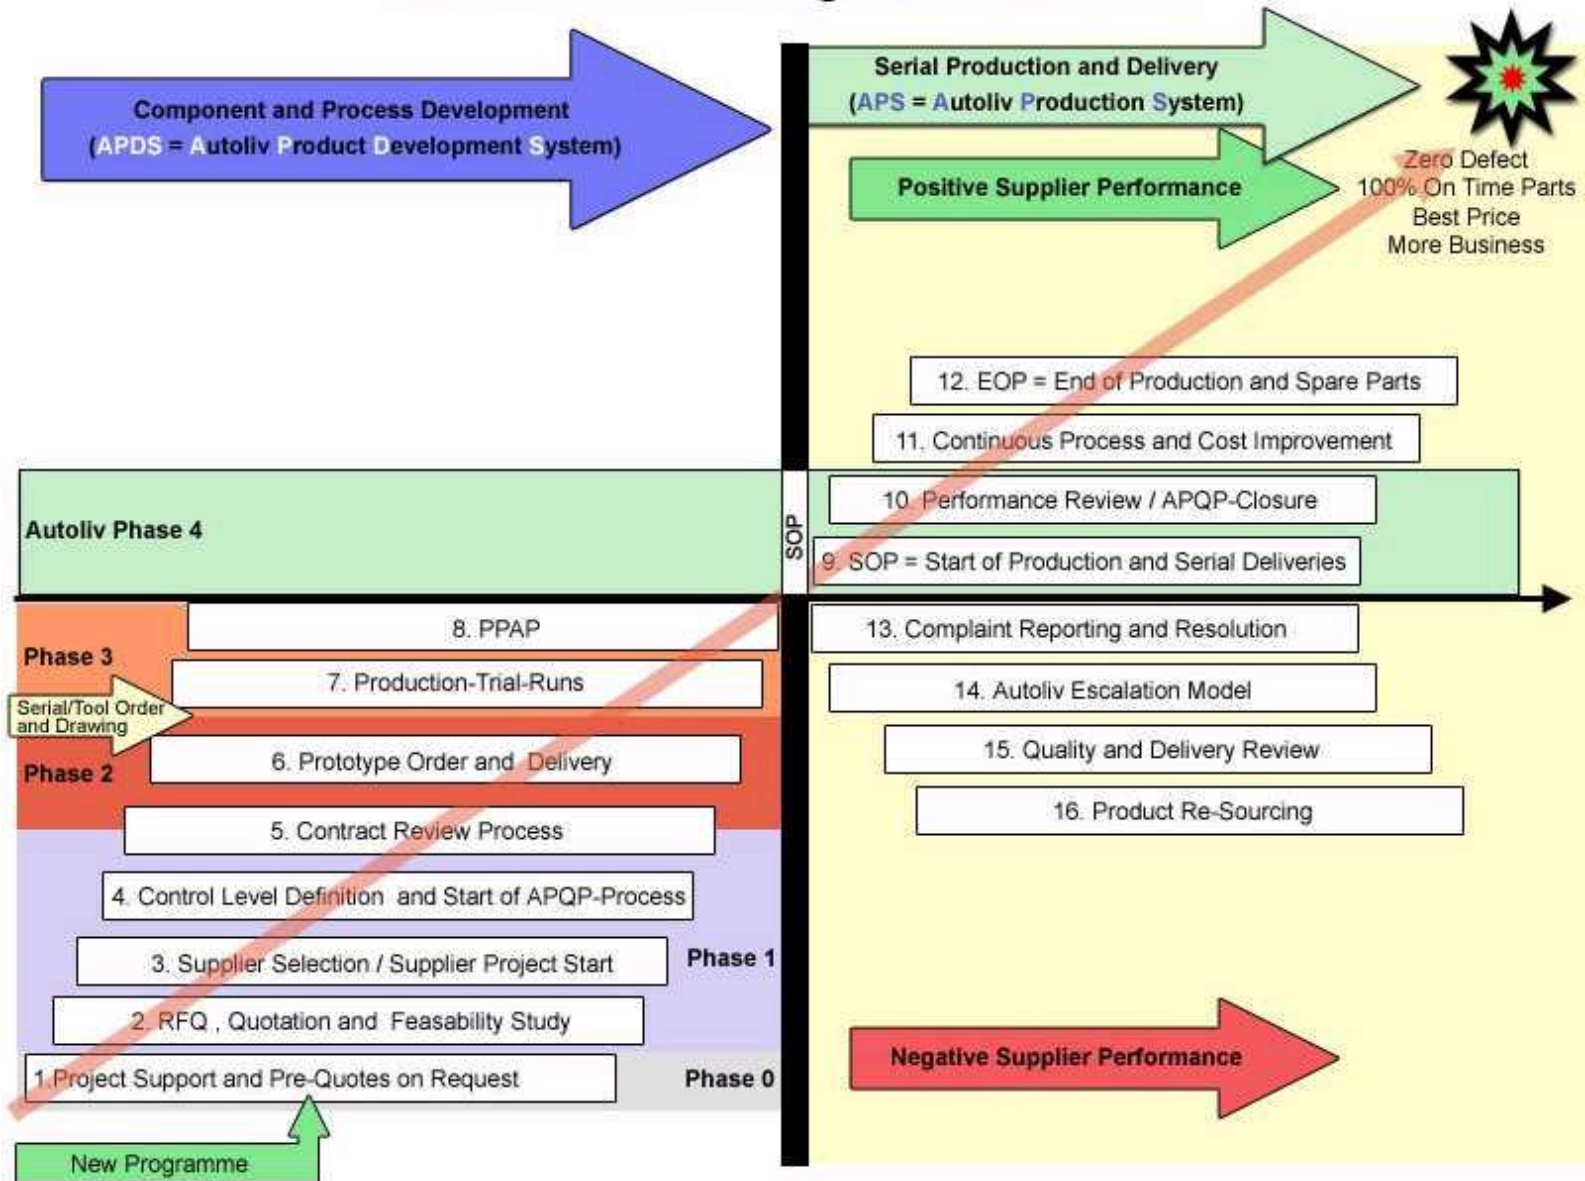 Component and Process Development
(APDS = Autoliv Product Development System)
Serial Production and Delivery
(APS = Autoliv Production System)
Positive Supplier Performance
Zero Defect
100% On Time Parts
Best Price
More Business
12. EOP = End of Production and Spare Parts
11. Continuous Process and Cost Improvement
10. Performance Review / APQP-Closure
9. SOP = Start of Production and Serial Deliveries
Autoliv Phase 4
SOP
8. PPAP
Phase 3
7. Production-Trial-Runs
Serial/Tool Order
and Drawing
6. Prototype Order and Delivery
Phase 2
5. Contract Review Process
4. Control Level Definition and Start of APQP-Process
3. Supplier Selection / Supplier Project Start
Phase 1
2. RFQ , Quotation and Feasability Study
1.Project Support and Pre-Quotes on Request
Phase 0
New Programme
13. Complaint Reporting and Resolution
14. Autoliv Escalation Model
15. Quality and Delivery Review
16. Product Re-Sourcing
Negative Supplier Performance